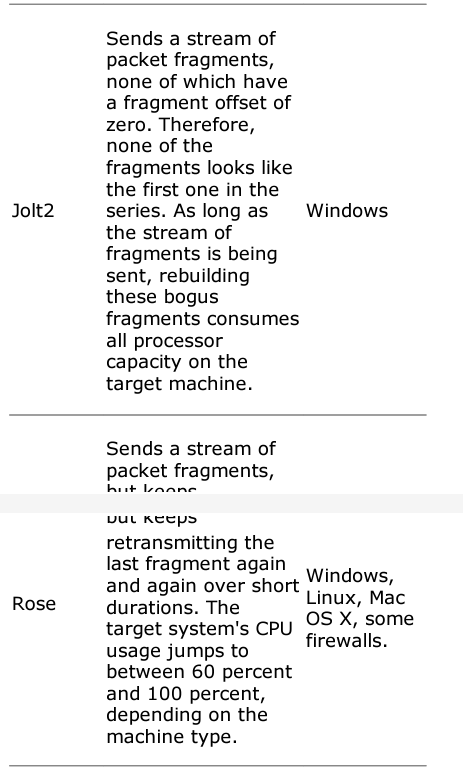 Sends a stream of
packet fragments,
none of which have
a fragment offset of
zero. Therefore,
none of the
fragments looks like
the first one in the
Jolt2 series. As long as Windows
the stream of
fragments is being
sent, rebuilding
these bogus
fragments consumes
all processor
capacity on the
target machine.
Sends a stream of
packet fragments,
but keeps
but keeps
retransmitting the
last fragment again
and again over short
durations. The
target system's CPU
usage jumps to
between 60 percent
and 100 percent,
depending on the
machine type.
Rose
Windows,
Linux, Mac
OS X, some
firewalls.